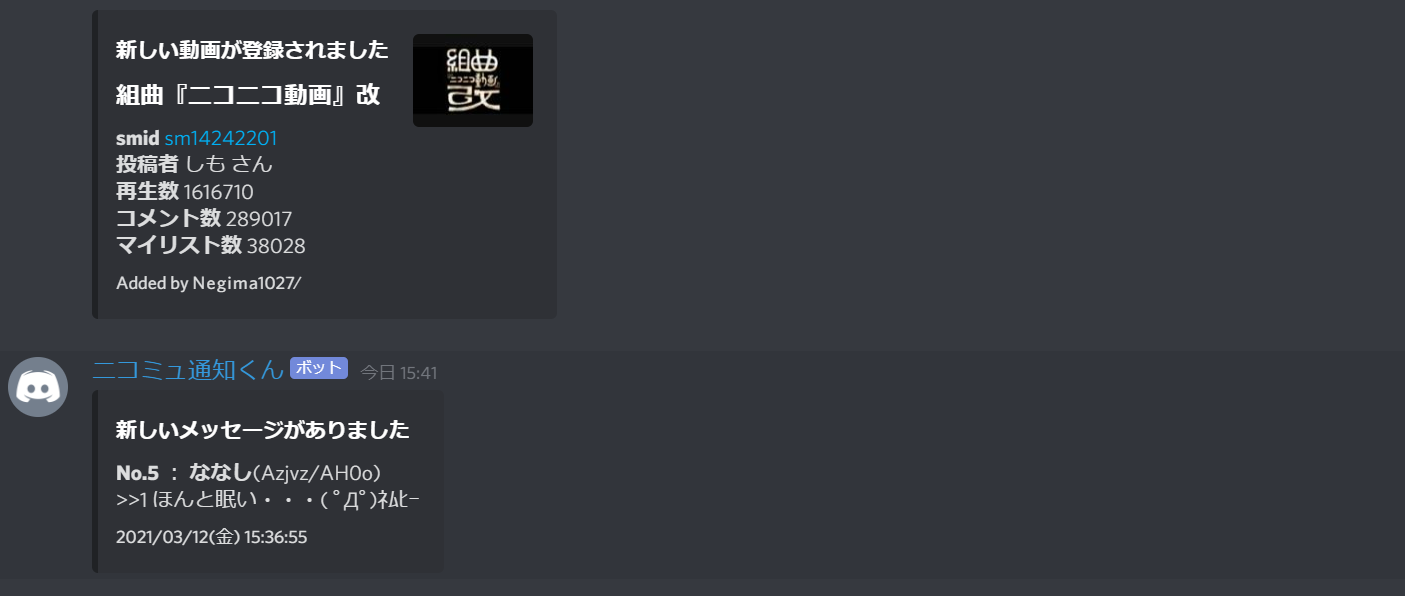 新しい動画が登録されました
組曲『ニコニコ動画』改
組曲
『ニコニコ動画』
改
smid sm14242201
投稿者 しも さん
再生数 1616710
コメント数 289017
マイリスト数 38028
Added by Negima1027/
ニコミュ通知くん ボット 今日 15:41
新しいメッセージがありました
No.5 : ななし(Azjvz/AH0o)
>>1 ほんと眠い・・・( ﾟДﾟ)ﾈﾑﾋｰ
2021/03/12(金) 15:36:55